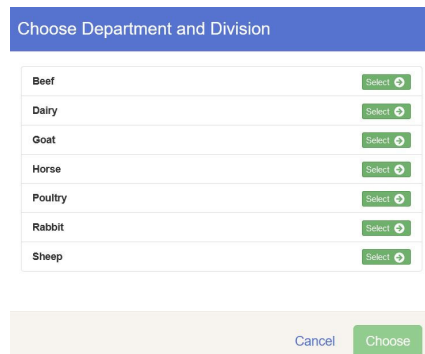 Choose Department and Division
Beef Select
Dairy Select
Goat Select
Horse Select
Poultry Select
Rabbit Select
Sheep Select
Cancel Choose